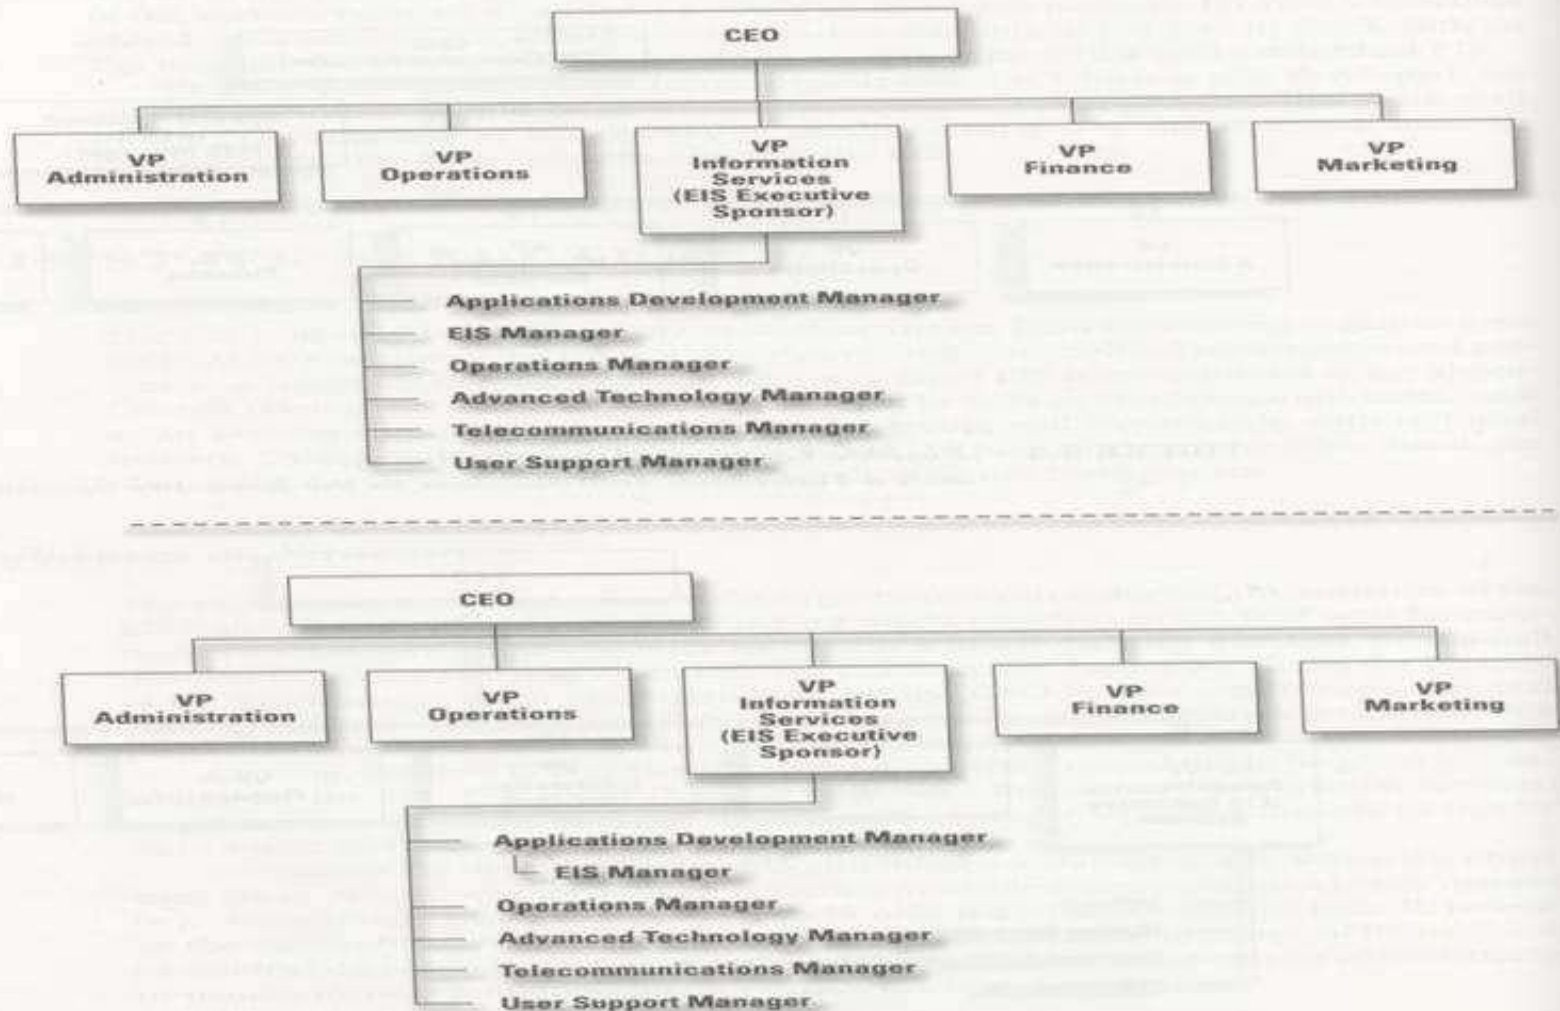 CEO
VP
Administration
VP
Operations
VP
Information
Services
(EIS Executive
Sponsor)
VP
Finance
VP
Marketing
Applications Development Manager
EIS Manager
Operations Manager
Advanced Technology Manager
Telecommunications Manager
User Support Manager
CEO
VP
Administration
VP
Operations
VP
Information
Services
(EIS Executive
Sponsor)
VP
Finance
VP
Marketing
Applications Development Manager
EIS Manager
Operations Manager
Advanced Technology Manager
Telecommunications Manager
User Support Manager